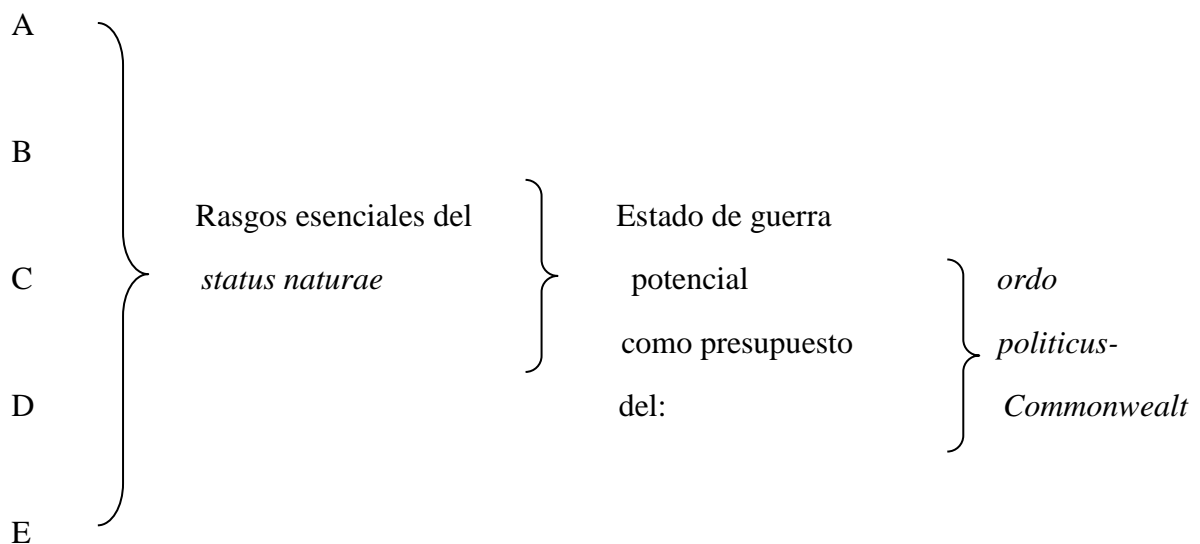 A
B
Rasgos esenciales del
Estado de guerra
C
status naturae
potencial
ordo
como presupuesto
politicus-
D
del:
Commonwealt
E